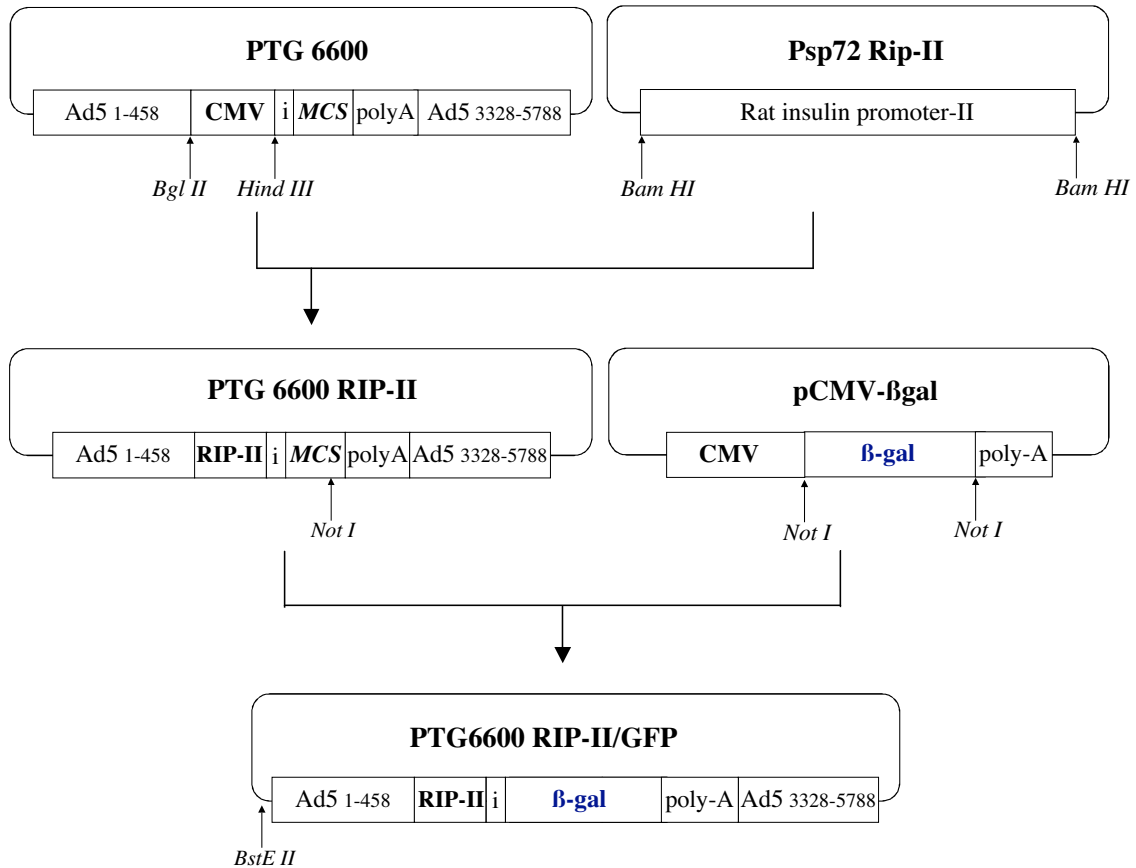 PTG 6600
Ad5 1-458 CMV i MCS polyA Ad5 3328-5788
Bgl II Hind III
Psp72 Rip-II
Rat insulin promoter-II
Bam HI Bam HI
PTG 6600 RIP-II
Ad5 1-458 RIP-II i MCS polyA Ad5 3328-5788
Not I
pCMV-ßgal
CMV ß-gal poly-A
Not I Not I
PTG6600 RIP-II/GFP
Ad5 1-458 RIP-II i ß-gal poly-A Ad5 3328-5788
BstE II